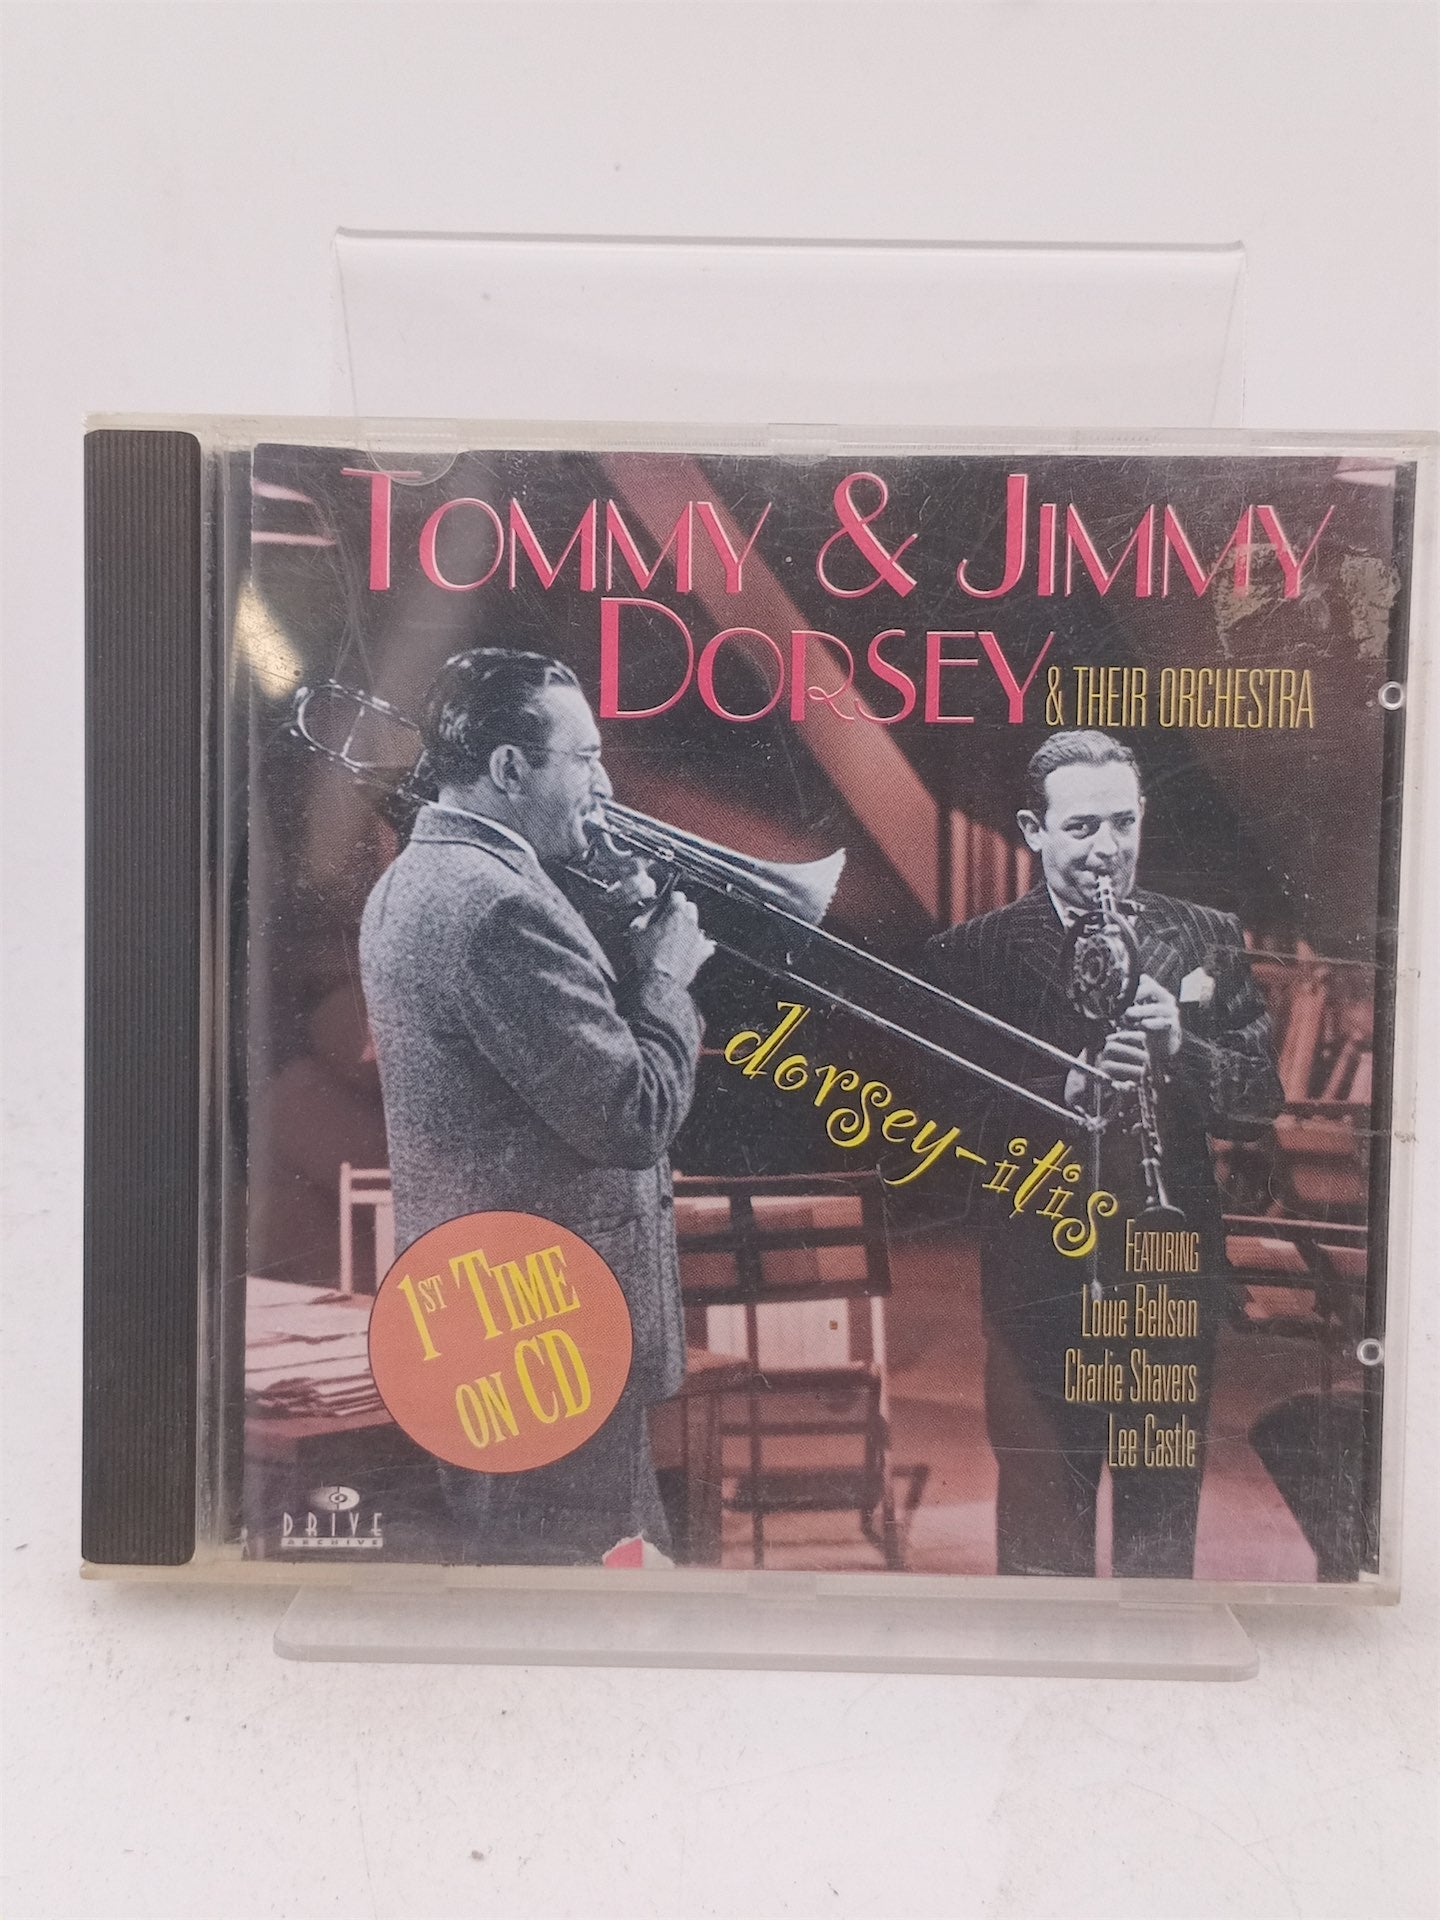 TOMMY & JIMMY
DORSEY & THEIR ORCHESTRA
dorsey-itis
FEATURING
Louie Bellson
Charlie Shavers
Lee Castle
1ST TIME
ON CD
DRIVE
ARCHIVE